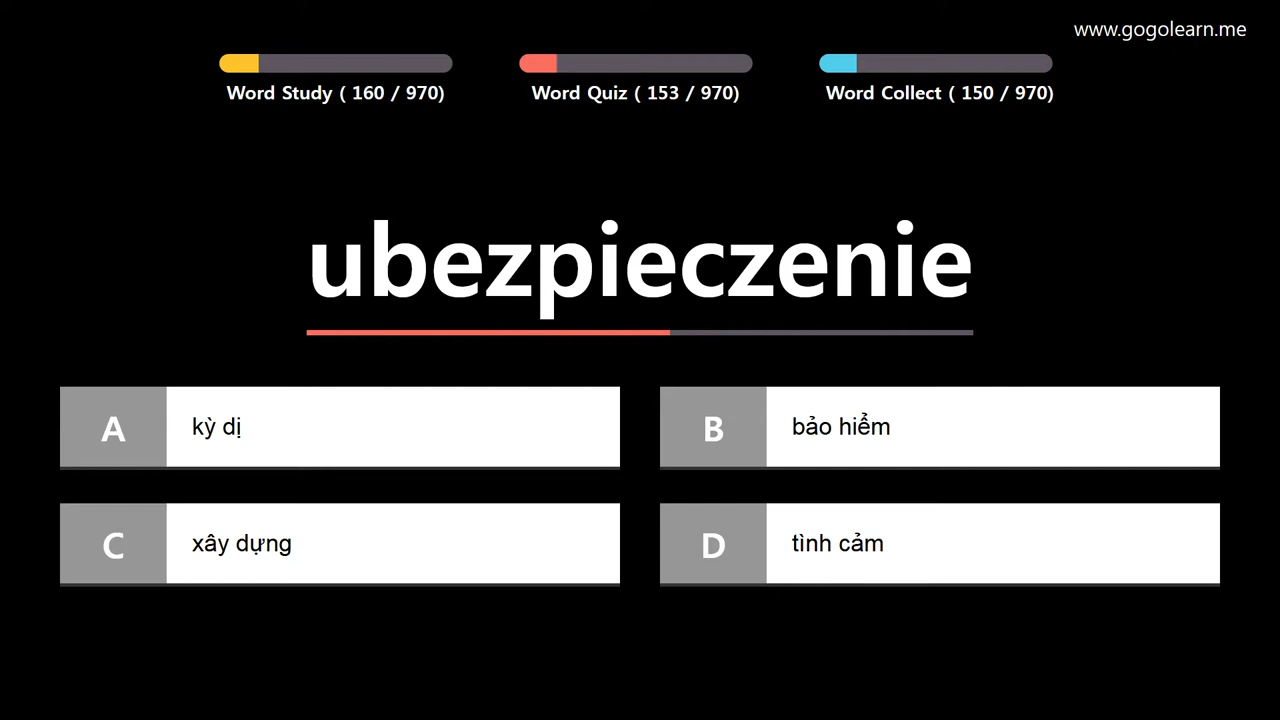 www.gogolearn.me
Word Study ( 160 / 970)
Word Quiz ( 153 / 970)
Word Collect ( 150 / 970)
ubezpieczenie
A kỳ dị
B bảo hiểm
C xây dựng
D tình cảm